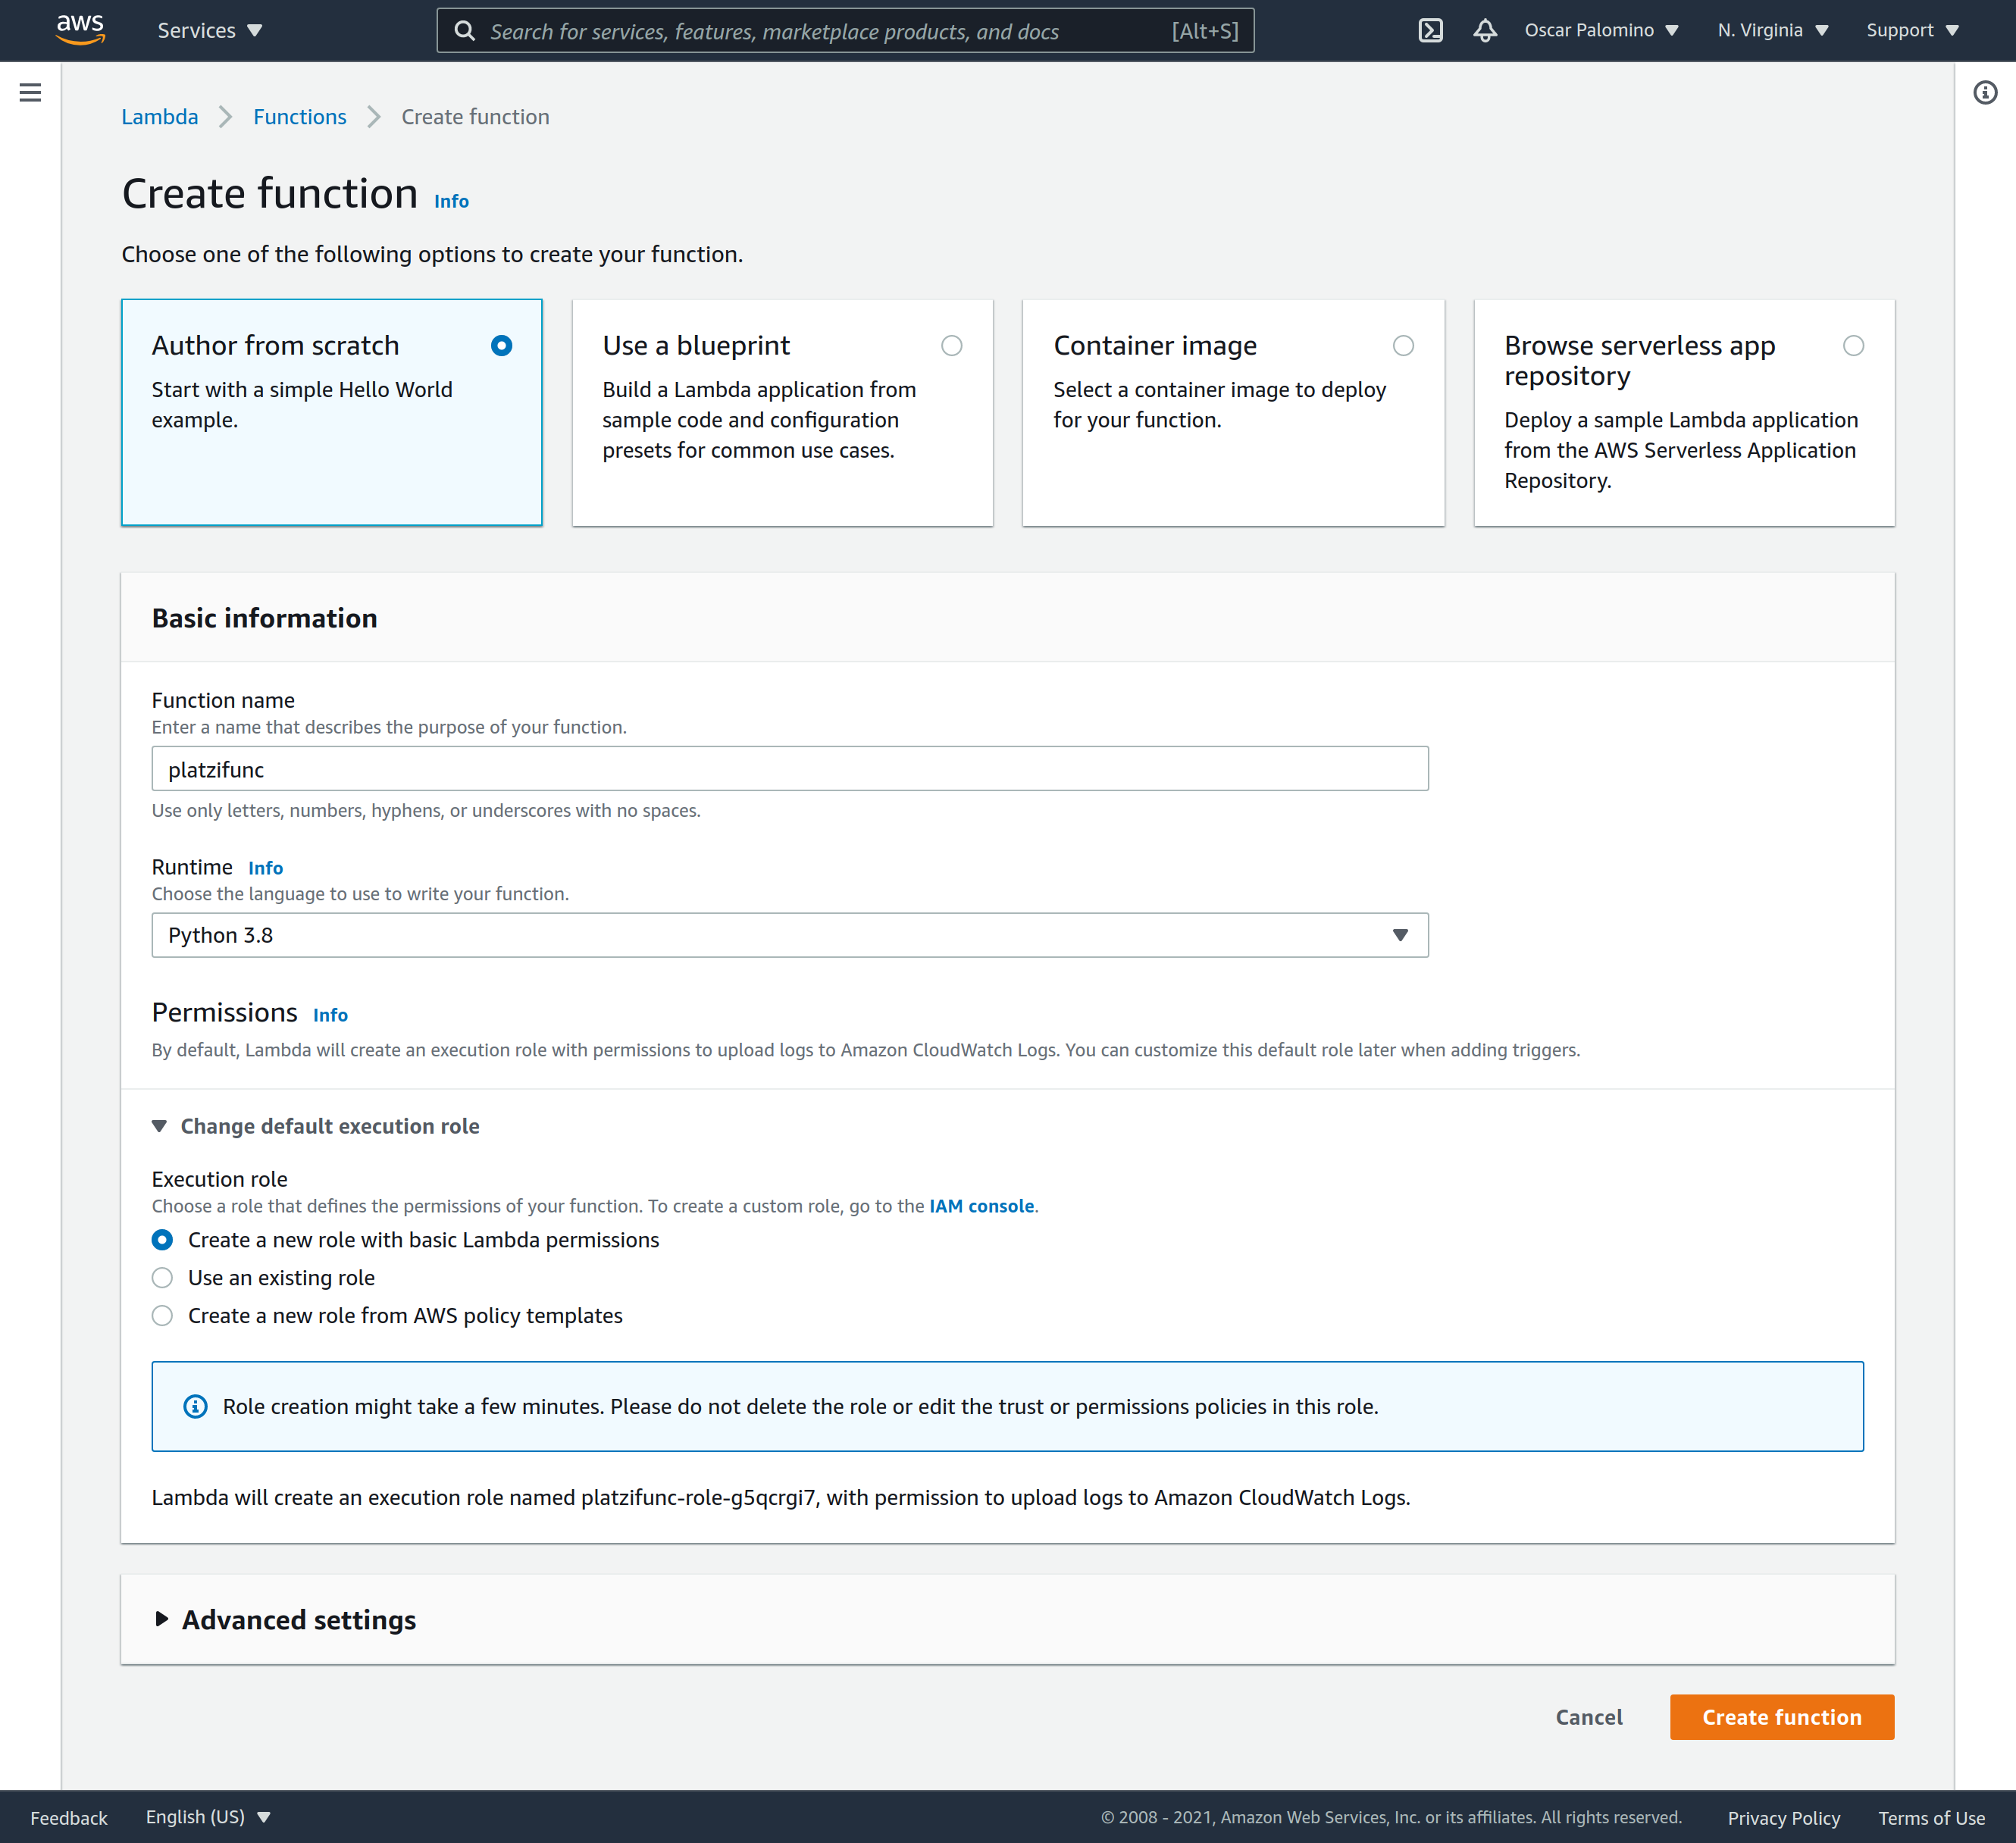 aws
Services
Search for services, features, marketplace products, and docs
[Alt+S]
Oscar Palomino
N. Virginia
Support
Lambda
Functions
Create function
Create function Info
Choose one of the following options to create your function.
Author from scratch
Start with a simple Hello World
example.
Use a blueprint
Build a Lambda application from
sample code and configuration
presets for common use cases.
Container image
Select a container image to deploy
for your function.
Browse serverless app
repository
Deploy a sample Lambda application
from the AWS Serverless Application
Repository.
Basic information
Function name
Enter a name that describes the purpose of your function.
platzifunc
Use only letters, numbers, hyphens, or underscores with no spaces.
Runtime Info
Choose the language to use to write your function.
Python 3.8
Permissions Info
By default, Lambda will create an execution role with permissions to upload logs to Amazon CloudWatch Logs. You can customize this default role later when adding triggers.
Change default execution role
Execution role
Choose a role that defines the permissions of your function. To create a custom role, go to the IAM console.
Create a new role with basic Lambda permissions
Use an existing role
Create a new role from AWS policy templates
Role creation might take a few minutes. Please do not delete the role or edit the trust or permissions policies in this role.
Lambda will create an execution role named platzifunc-role-g5qcrgi7, with permission to upload logs to Amazon CloudWatch Logs.
Advanced settings
Cancel
Create function
Feedback
English (US)
© 2008 - 2021, Amazon Web Services, Inc. or its affiliates. All rights reserved.
Privacy Policy
Terms of Use